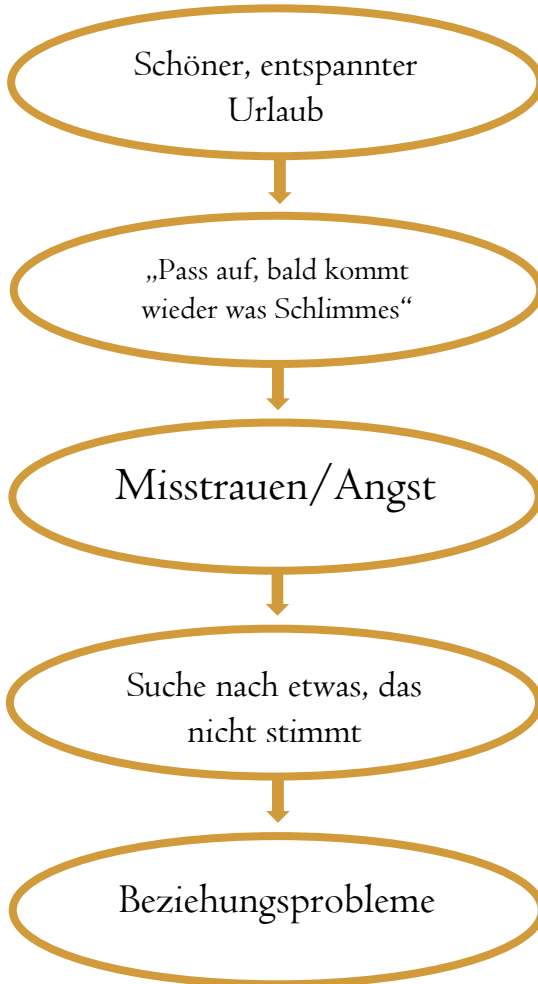 Schöner, entspannter
Urlaub
„Pass auf, bald kommt
wieder was Schlimmes“
Misstrauen/Angst
Suche nach etwas, das
nicht stimmt
Beziehungsprobleme